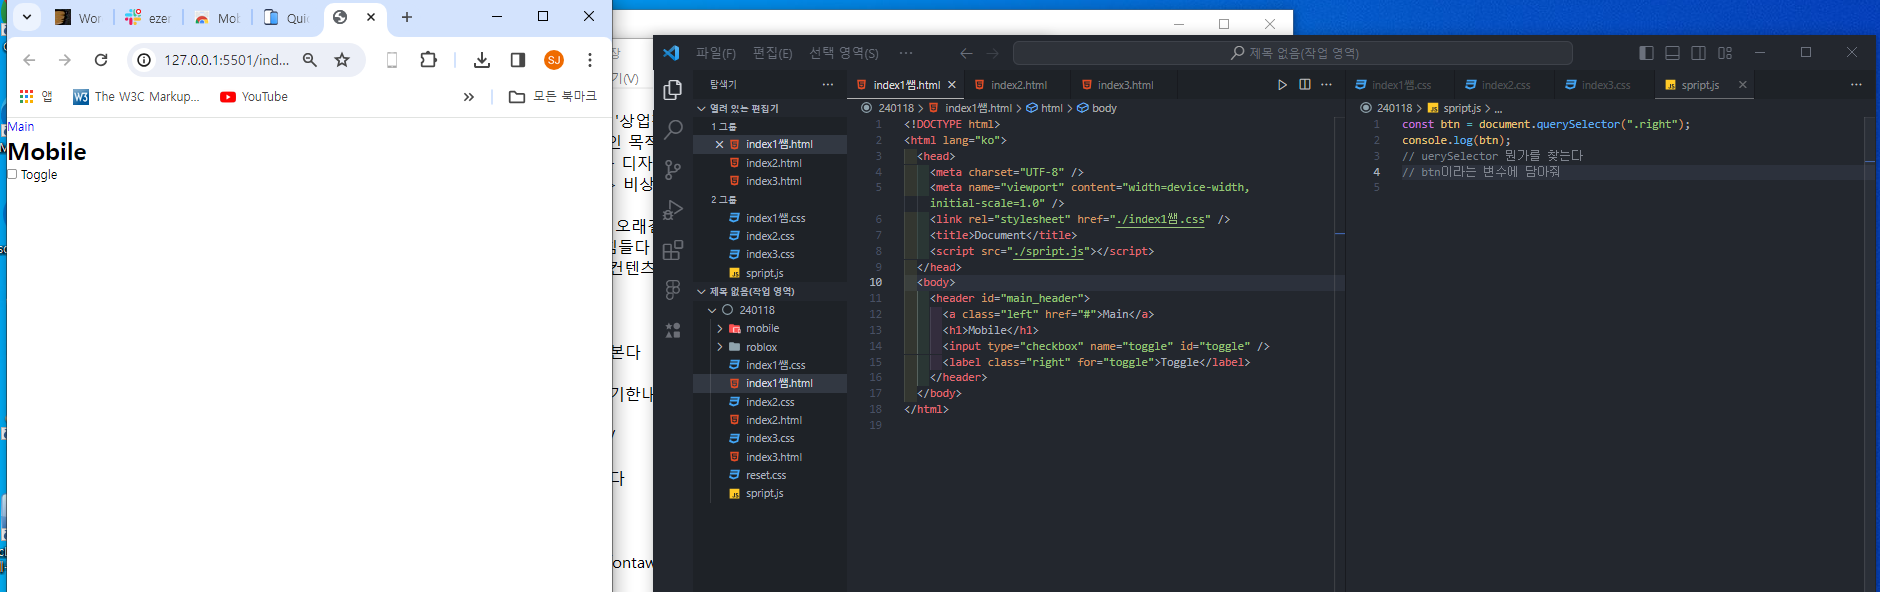 Wor
ezer
Mob
Quic
127.0.0.1:5501/ind...
SJ
앱
The W3C Markup...
YouTube
모든 북마크
Main
Mobile
Toggle
장
기(V)
'상업
인 목적
디자
비상
오래걸
힘들다
컨텐츠
본다
기한내
다
ontaw
파일(F) 편집(E) 선택 영역(S) ···
제목 없음(작업 영역)
탐색기
열려 있는 편집기
1 그룹
index1쌤.html
index2.html
index3.html
2 그룹
index1쌤.css
index2.css
index3.css
spript.js
제목 없음(작업 영역)
240118
mobile
roblox
index1쌤.css
index1쌤.html
index2.css
index2.html
index3.css
index3.html
reset.css
spript.js
index1쌤.html index2.html index3.html
240118 > index1쌤.html > html > body
1 <!DOCTYPE html>
2 <html lang="ko">
3 <head>
4 <meta charset="UTF-8" />
5 <meta name="viewport" content="width=device-width,
initial-scale=1.0" />
6 <link rel="stylesheet" href="./index1쌤.css" />
7 <title>Document</title>
8 <script src="./spript.js"></script>
9 </head>
10 <body>
11 <header id="main_header">
12 <a class="left" href="#">Main</a>
13 <h1>Mobile</h1>
14 <input type="checkbox" name="toggle" id="toggle" />
15 <label class="right" for="toggle">Toggle</label>
16 </header>
17 </body>
18 </html>
19
index1쌤.css index2.css index3.css spript.js
240118 > spript.js > ...
1 const btn = document.querySelector(".right");
2 console.log(btn);
3 // uerySelector 뭔가를 찾는다
4 // btn이라는 변수에 담아줘
5